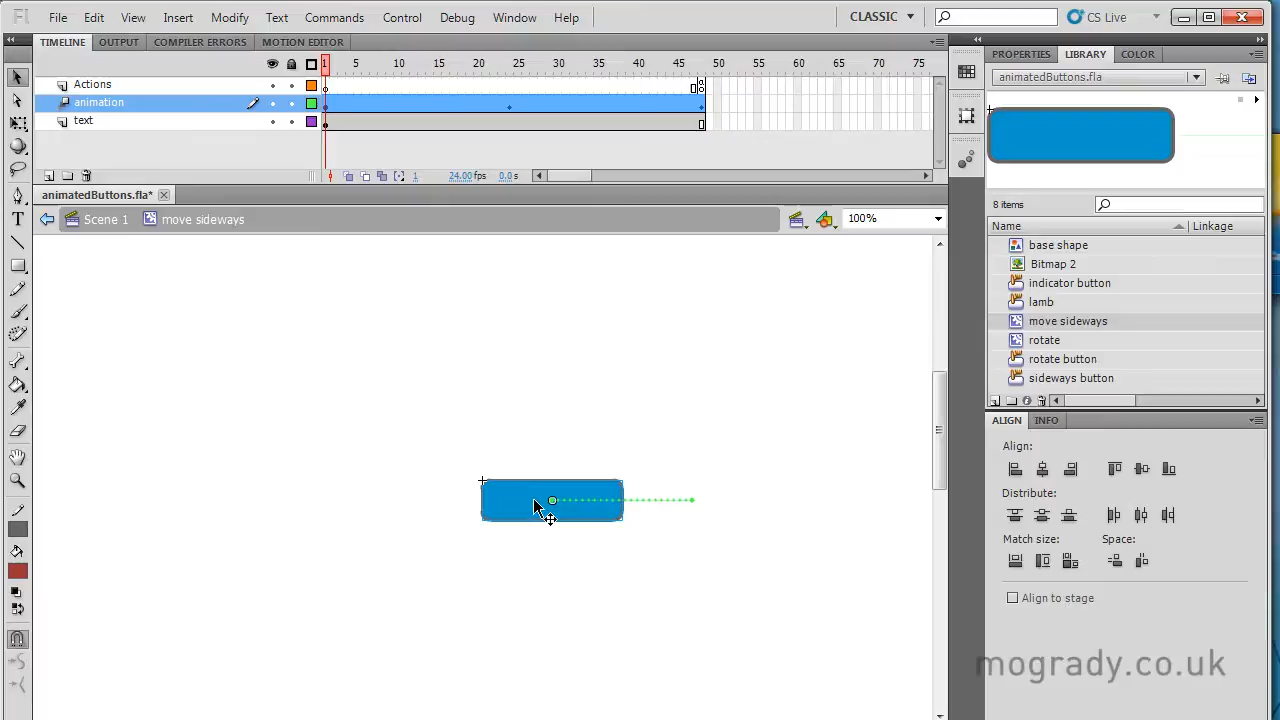 Fl File Edit View Insert Modify Text Commands Control Debug Window Help CLASSIC CS Live
TIMELINE OUTPUT COMPILER ERRORS MOTION EDITOR
1 5 10 15 20 25 30 35 40 45 50 55 60 65 70 75
Actions
animation
text
1 24.00 fps 0.0 s
animatedButtons.fla*
Scene 1 move sideways 100%
PROPERTIES LIBRARY COLOR
animatedButtons.fla
8 items
Name Linkage
base shape
Bitmap 2
indicator button
lamb
move sideways
rotate
rotate button
sideways button
ALIGN INFO
Align:
Distribute:
Match size: Space:
Align to stage
mogrady.co.uk